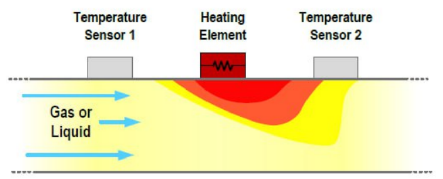 Temperature
Sensor 1
Heating
Element
Temperature
Sensor 2
Gas or
Liquid